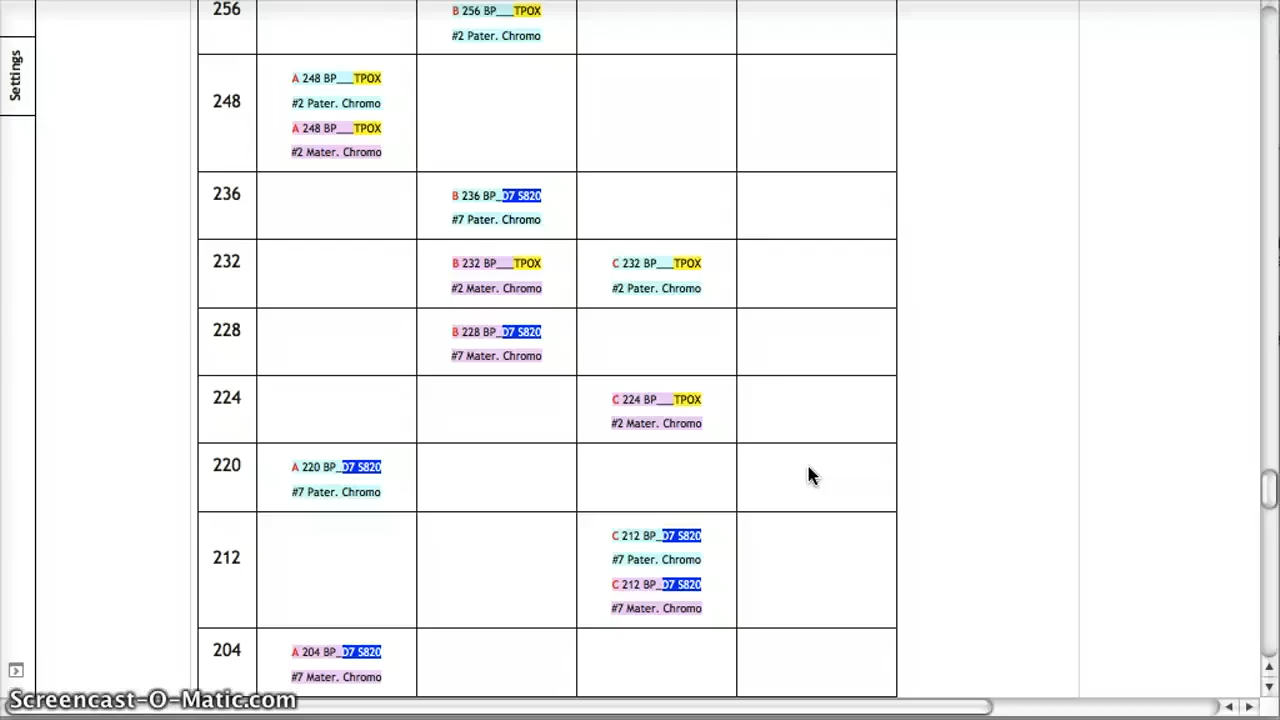 Settings
256
B 256 BP___TPOX
#2 Pater. Chromo
248
A 248 BP___TPOX
#2 Pater. Chromo
A 248 BP___TPOX
#2 Mater. Chromo
236
B 236 BP_D7 S820
#7 Pater. Chromo
232
B 232 BP___TPOX
#2 Mater. Chromo
C 232 BP___TPOX
#2 Pater. Chromo
228
B 228 BP_D7 S820
#7 Mater. Chromo
224
C 224 BP___TPOX
#2 Mater. Chromo
220
A 220 BP_D7 S820
#7 Pater. Chromo
212
C 212 BP_D7 S820
#7 Pater. Chromo
C 212 BP_D7 S820
#7 Mater. Chromo
204
A 204 BP_D7 S820
#7 Mater. Chromo
Screencast-O-Matic.com